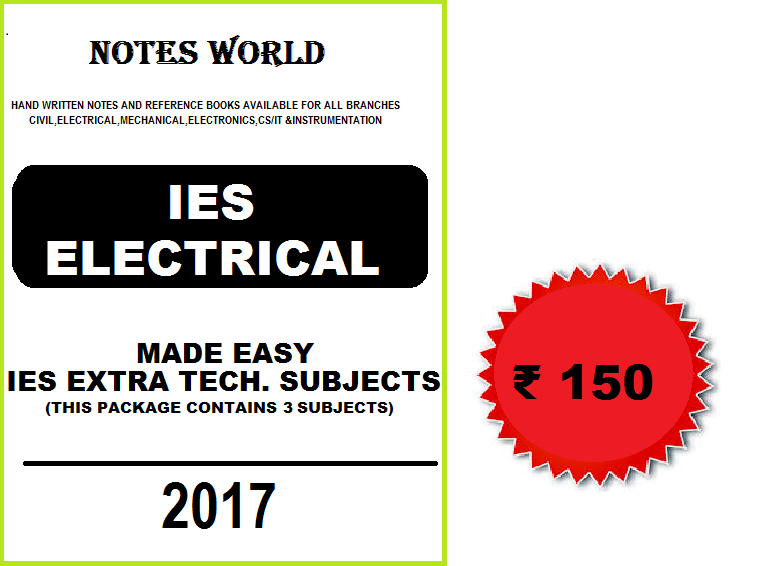 NOTES WORLD
HAND WRITTEN NOTES AND REFERENCE BOOKS AVAILABLE FOR ALL BRANCHES
CIVIL,ELECTRICAL,MECHANICAL,ELECTRONICS,CS/IT &INSTRUMENTATION
IES
ELECTRICAL
MADE EASY
IES EXTRA TECH. SUBJECTS
(THIS PACKAGE CONTAINS 3 SUBJECTS)
2017
₹ 150